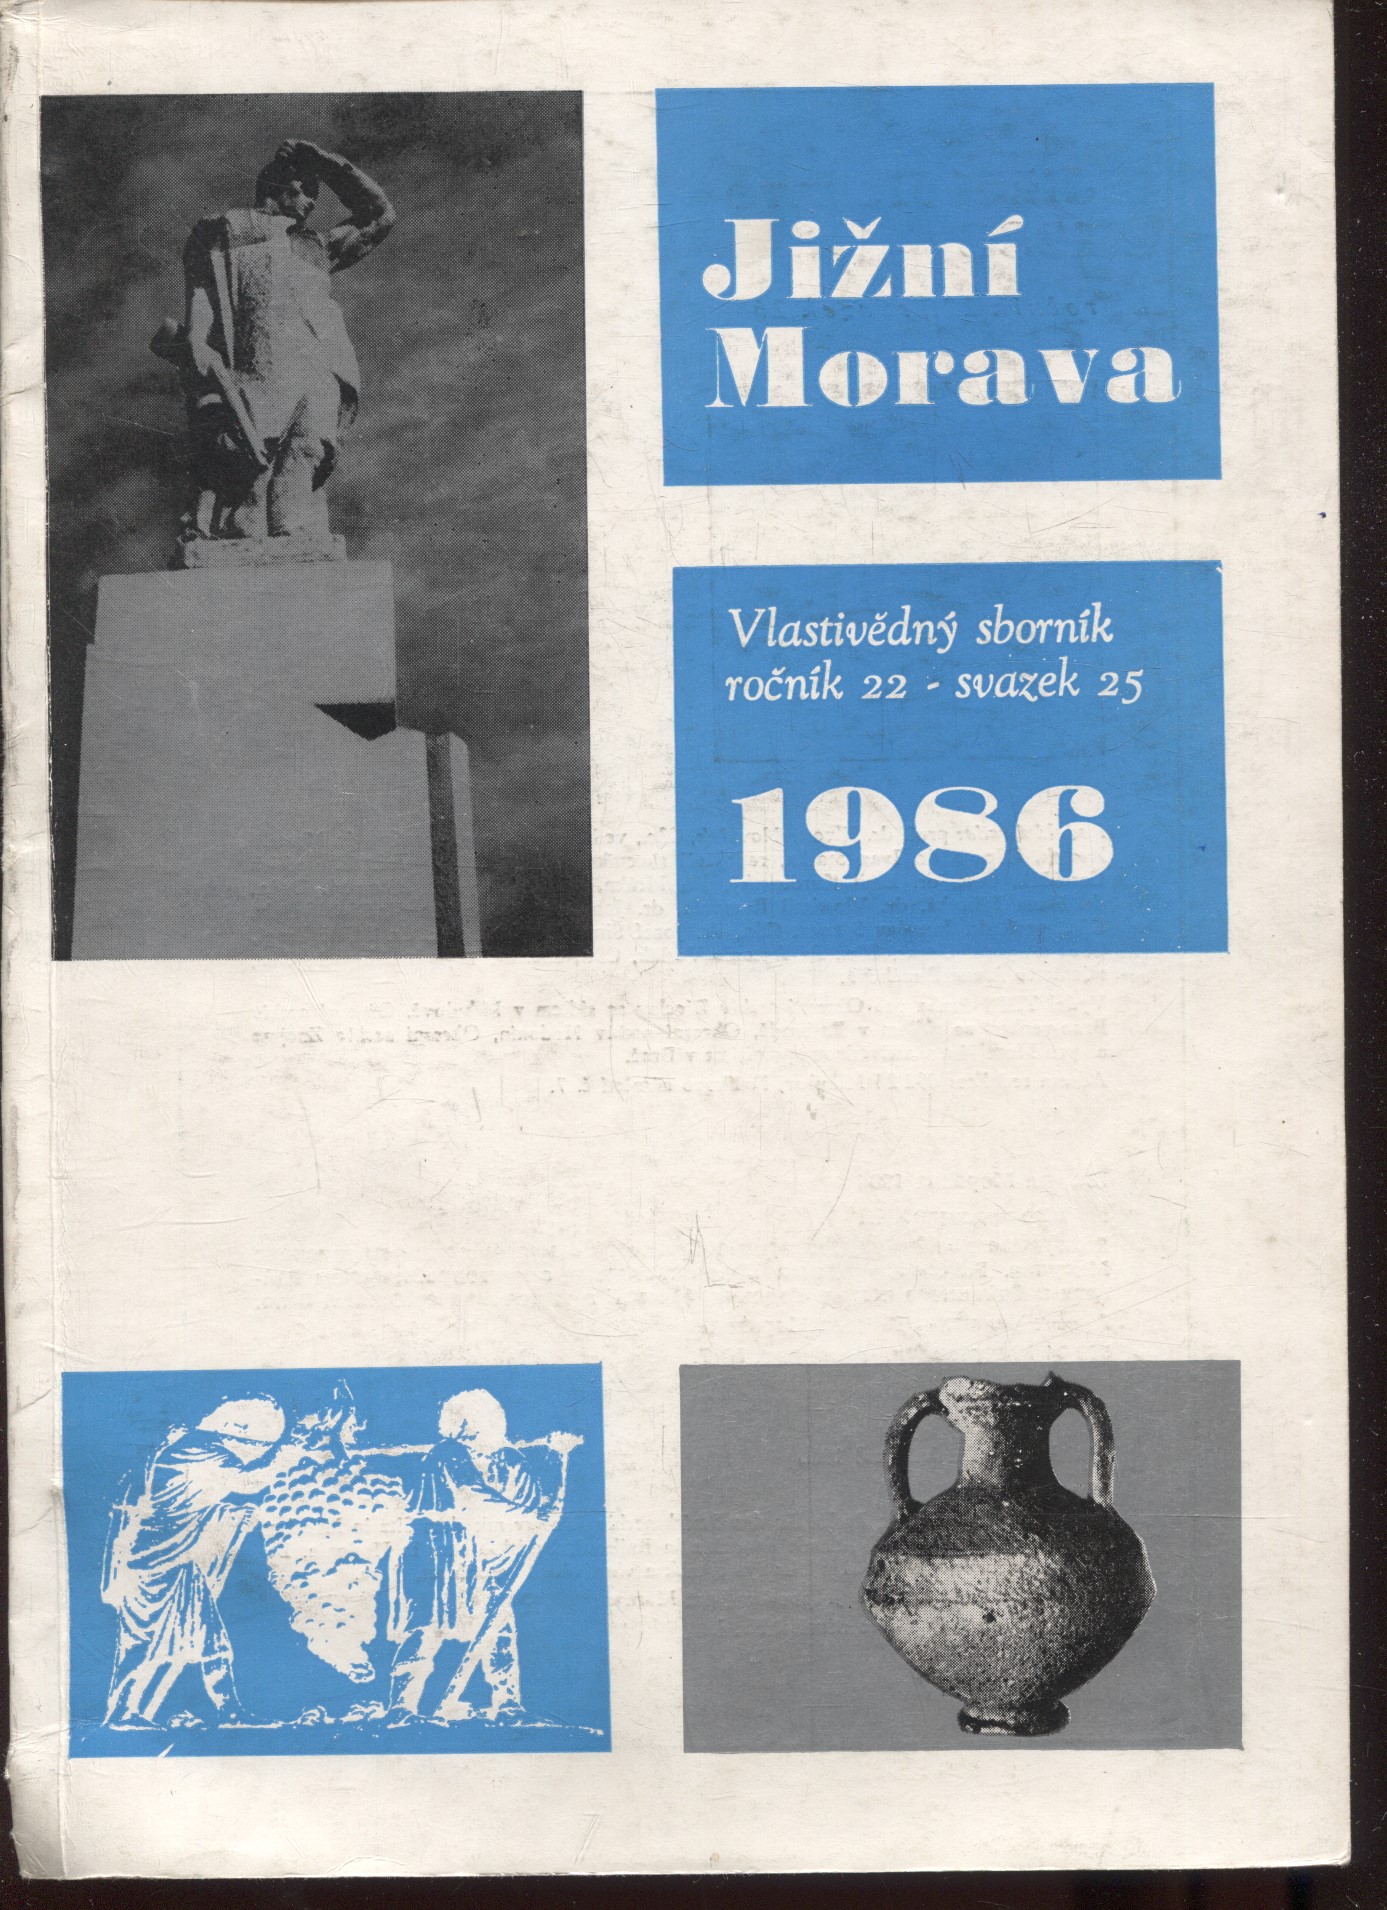 Jižní
Morava
Vlastivědný sborník
ročník 22 - svazek 25
1986